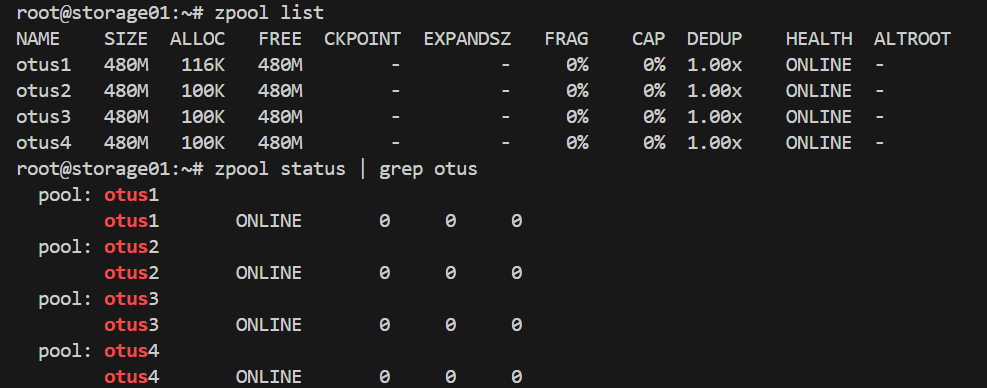 root@storage01:~# zpool list
NAME    SIZE  ALLOC   FREE  CKPOINT  EXPANDSZ   FRAG    CAP  DEDUP    HEALTH  ALTROOT
otus1   480M   116K   480M        -         -     0%     0%  1.00x    ONLINE  -
otus2   480M   100K   480M        -         -     0%     0%  1.00x    ONLINE  -
otus3   480M   100K   480M        -         -     0%     0%  1.00x    ONLINE  -
otus4   480M   100K   480M        -         -     0%     0%  1.00x    ONLINE  -
root@storage01:~# zpool status | grep otus
  pool: otus1
        otus1       ONLINE       0     0     0
  pool: otus2
        otus2       ONLINE       0     0     0
  pool: otus3
        otus3       ONLINE       0     0     0
  pool: otus4
        otus4       ONLINE       0     0     0